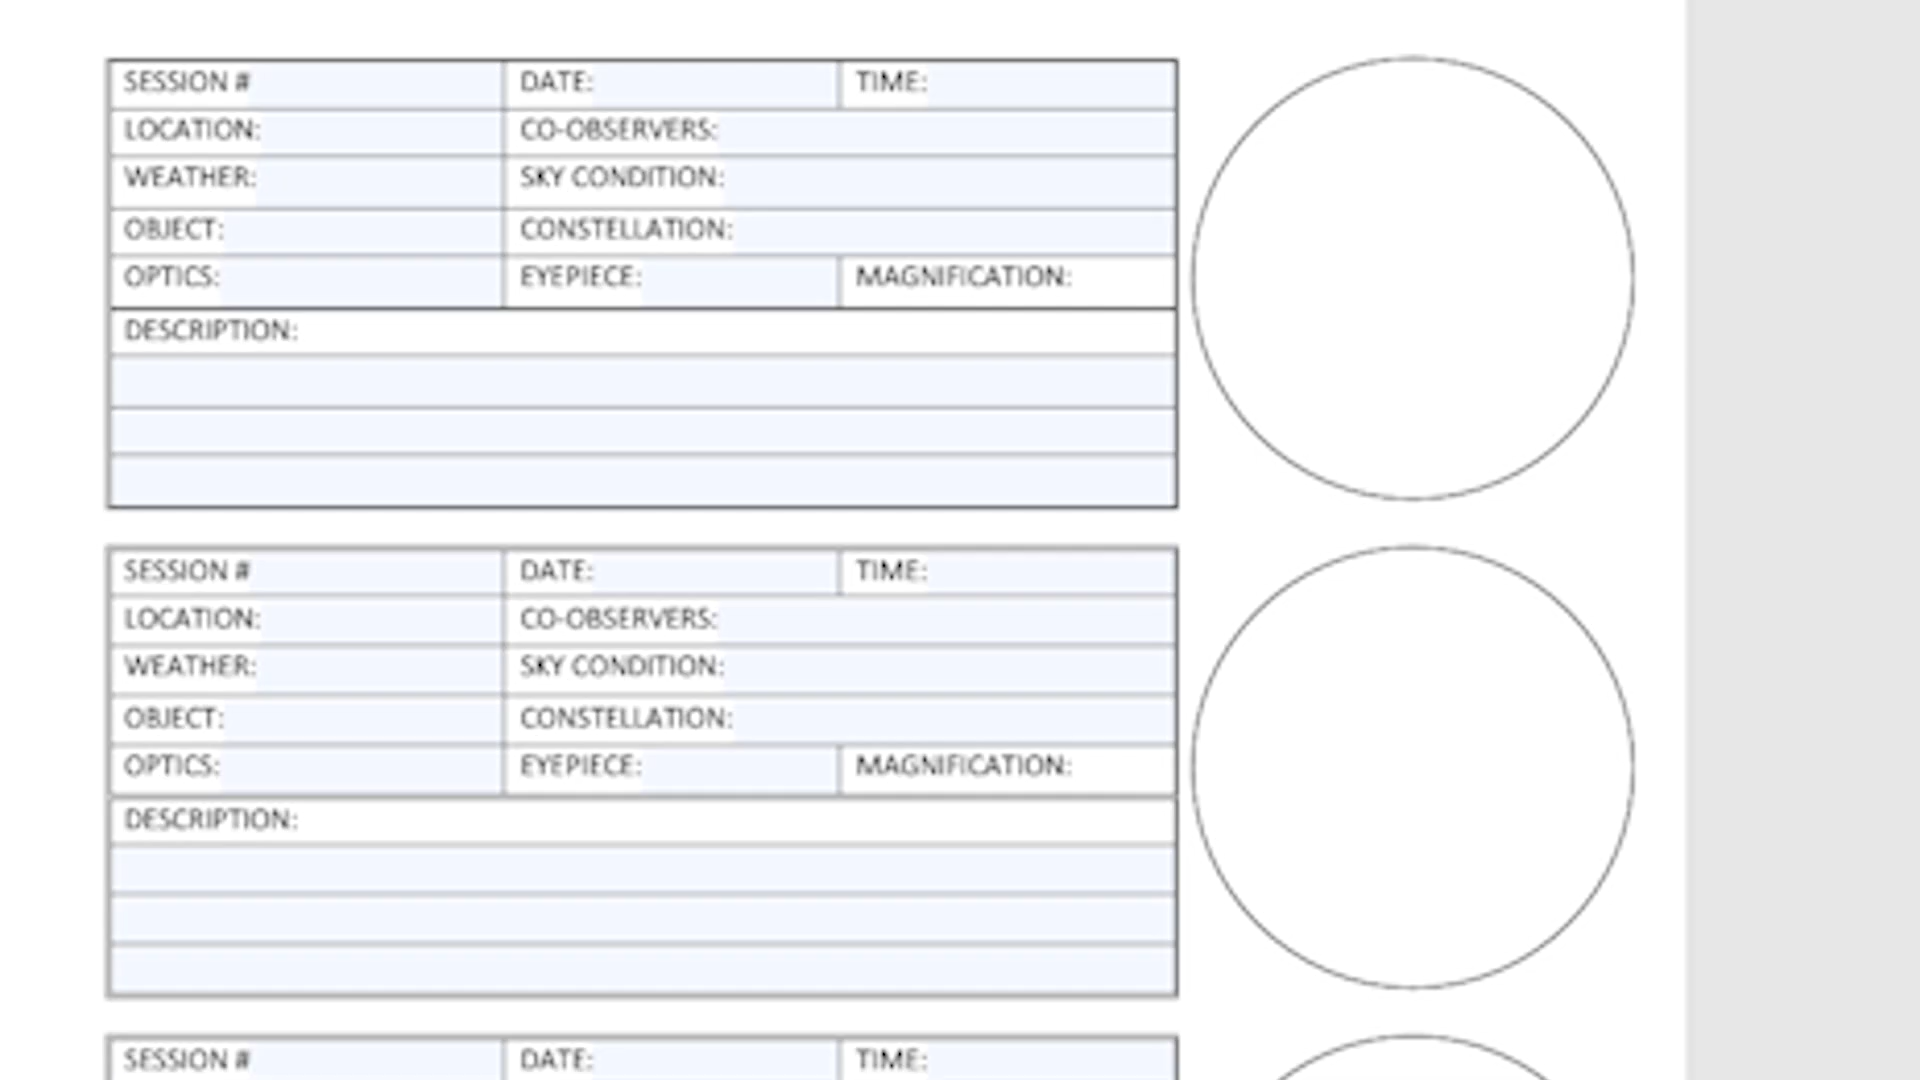 SESSION # DATE: TIME:
LOCATION: CO-OBSERVERS:
WEATHER: SKY CONDITION:
OBJECT: CONSTELLATION:
OPTICS: EYEPIECE: MAGNIFICATION:
DESCRIPTION:
SESSION # DATE: TIME:
LOCATION: CO-OBSERVERS:
WEATHER: SKY CONDITION:
OBJECT: CONSTELLATION:
OPTICS: EYEPIECE: MAGNIFICATION:
DESCRIPTION:
SESSION # DATE: TIME: